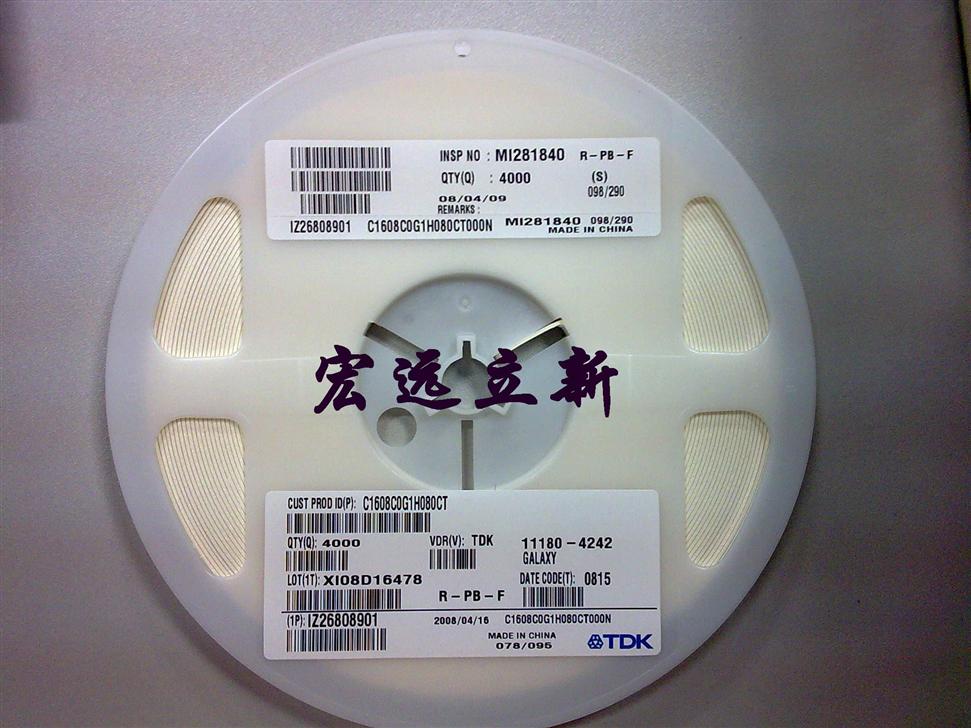 INSP NO : MI281840 R-PB-F
QTY(Q) : 4000 (S)
098/290
08/04/09
REMARKS :
IZ26808901 C1608C0G1H080CT000N MI281840 098/290
MADE IN CHINA
宏远立新
CUST PROD ID(P): C1608C0G1H080CT
QTY(Q): 4000 VDR(V): TDK 11180-4242
GALAXY
LOT(1T): XI08D16478 DATE CODE(T): 0815
R-PB-F
(1P): IZ26808901 2008/04/16 C1608C0G1H080CT000N
MADE IN CHINA
078/095
TDK